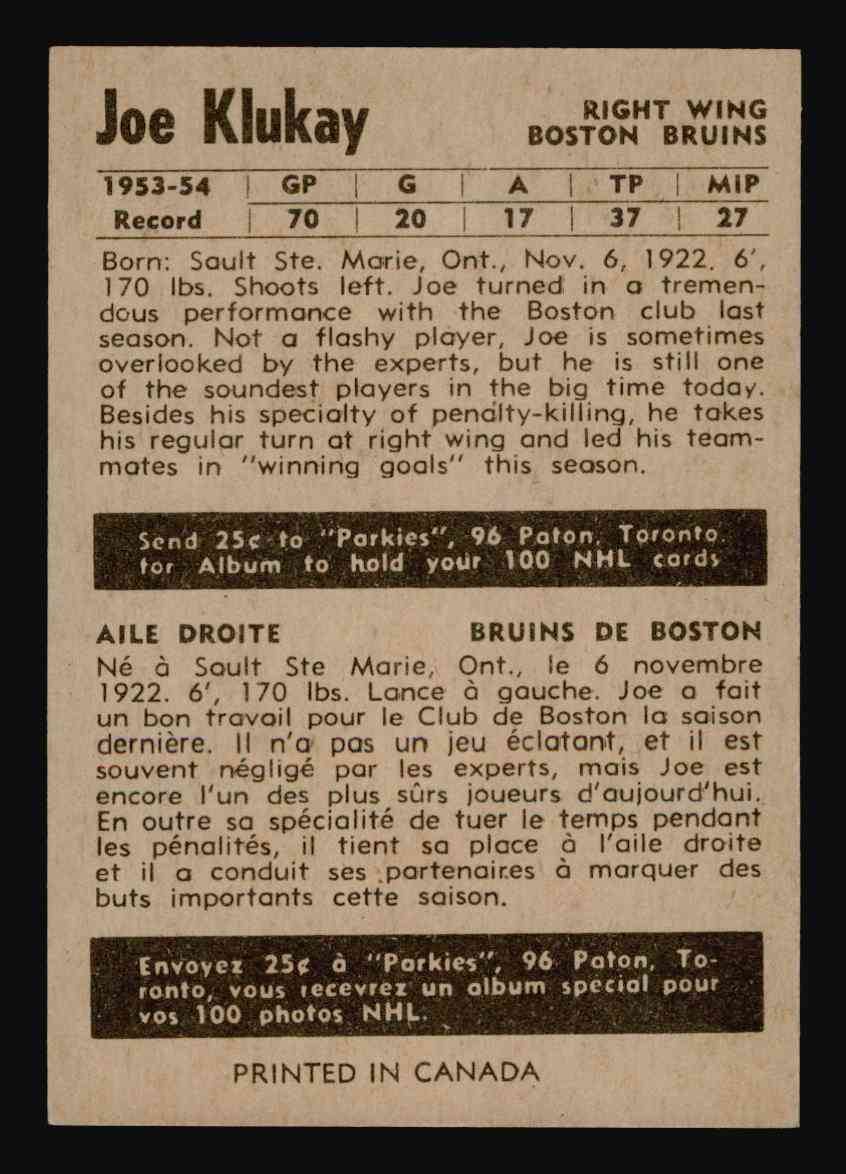 Joe Klukay
RIGHT WING
BOSTON BRUINS
1953-54 | GP | G | A | TP | MIP
Record | 70 | 20 | 17 | 37 | 27
Born: Sault Ste. Marie, Ont., Nov. 6, 1922. 6',
170 lbs. Shoots left. Joe turned in a tremen-
dous performance with the Boston club last
season. Not a flashy player, Joe is sometimes
overlooked by the experts, but he is still one
of the soundest players in the big time today.
Besides his specialty of penalty-killing, he takes
his regular turn at right wing and led his team-
mates in "winning goals" this season.
Send 25¢ to "Parkies", 96 Paton, Toronto.
for Album to hold your 100 NHL cards
AILE DROITE
BRUINS DE BOSTON
Né à Sault Ste Marie, Ont., le 6 novembre
1922. 6', 170 lbs. Lance à gauche. Joe a fait
un bon travail pour le Club de Boston la saison
dernière. Il n'a pas un jeu éclatant, et il est
souvent négligé par les experts, mais Joe est
encore l'un des plus sûrs joueurs d'aujourd'hui.
En outre sa spécialité de tuer le temps pendant
les pénalités, il tient sa place à l'aile droite
et il a conduit ses partenaires à marquer des
buts importants cette saison.
Envoyez 25¢ à "Parkies", 96 Paton, To-
ronto, vous recevrez un album spécial pour
vos 100 photos NHL.
PRINTED IN CANADA